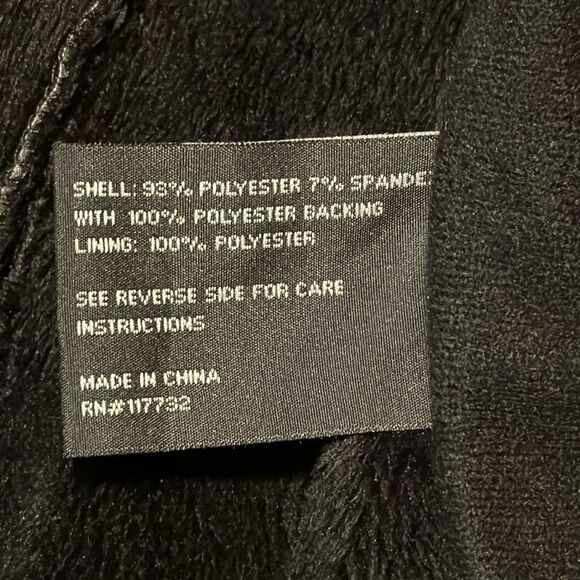 SHELL: 93% POLYESTER 7% SPANDE
WITH 100% POLYESTER BACKING
LINING: 100% POLYESTER
SEE REVERSE SIDE FOR CARE
INSTRUCTIONS
MADE IN CHINA
RN#117732